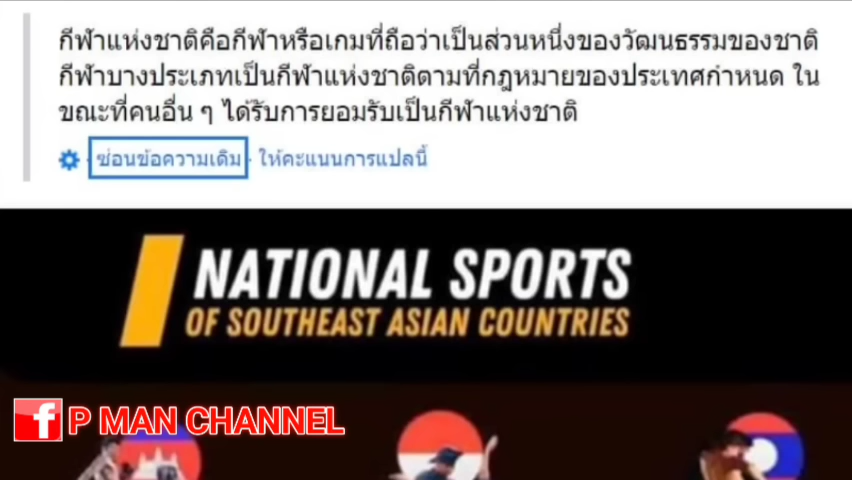 กีฬาแห่งชาติคือกีฬาหรือเกมที่ถือว่าเป็นส่วนหนึ่งของวัฒนธรรมของชาติ
กีฬาบางประเภทเป็นกีฬาแห่งชาติตามที่กฎหมายของประเทศกำหนด ใน
ขณะที่คนอื่น ๆ ได้รับการยอมรับเป็นกีฬาแห่งชาติ
· ซ่อนข้อความเดิม · ให้คะแนนการแปลนี้
NATIONAL SPORTS
OF SOUTHEAST ASIAN COUNTRIES
f P MAN CHANNEL